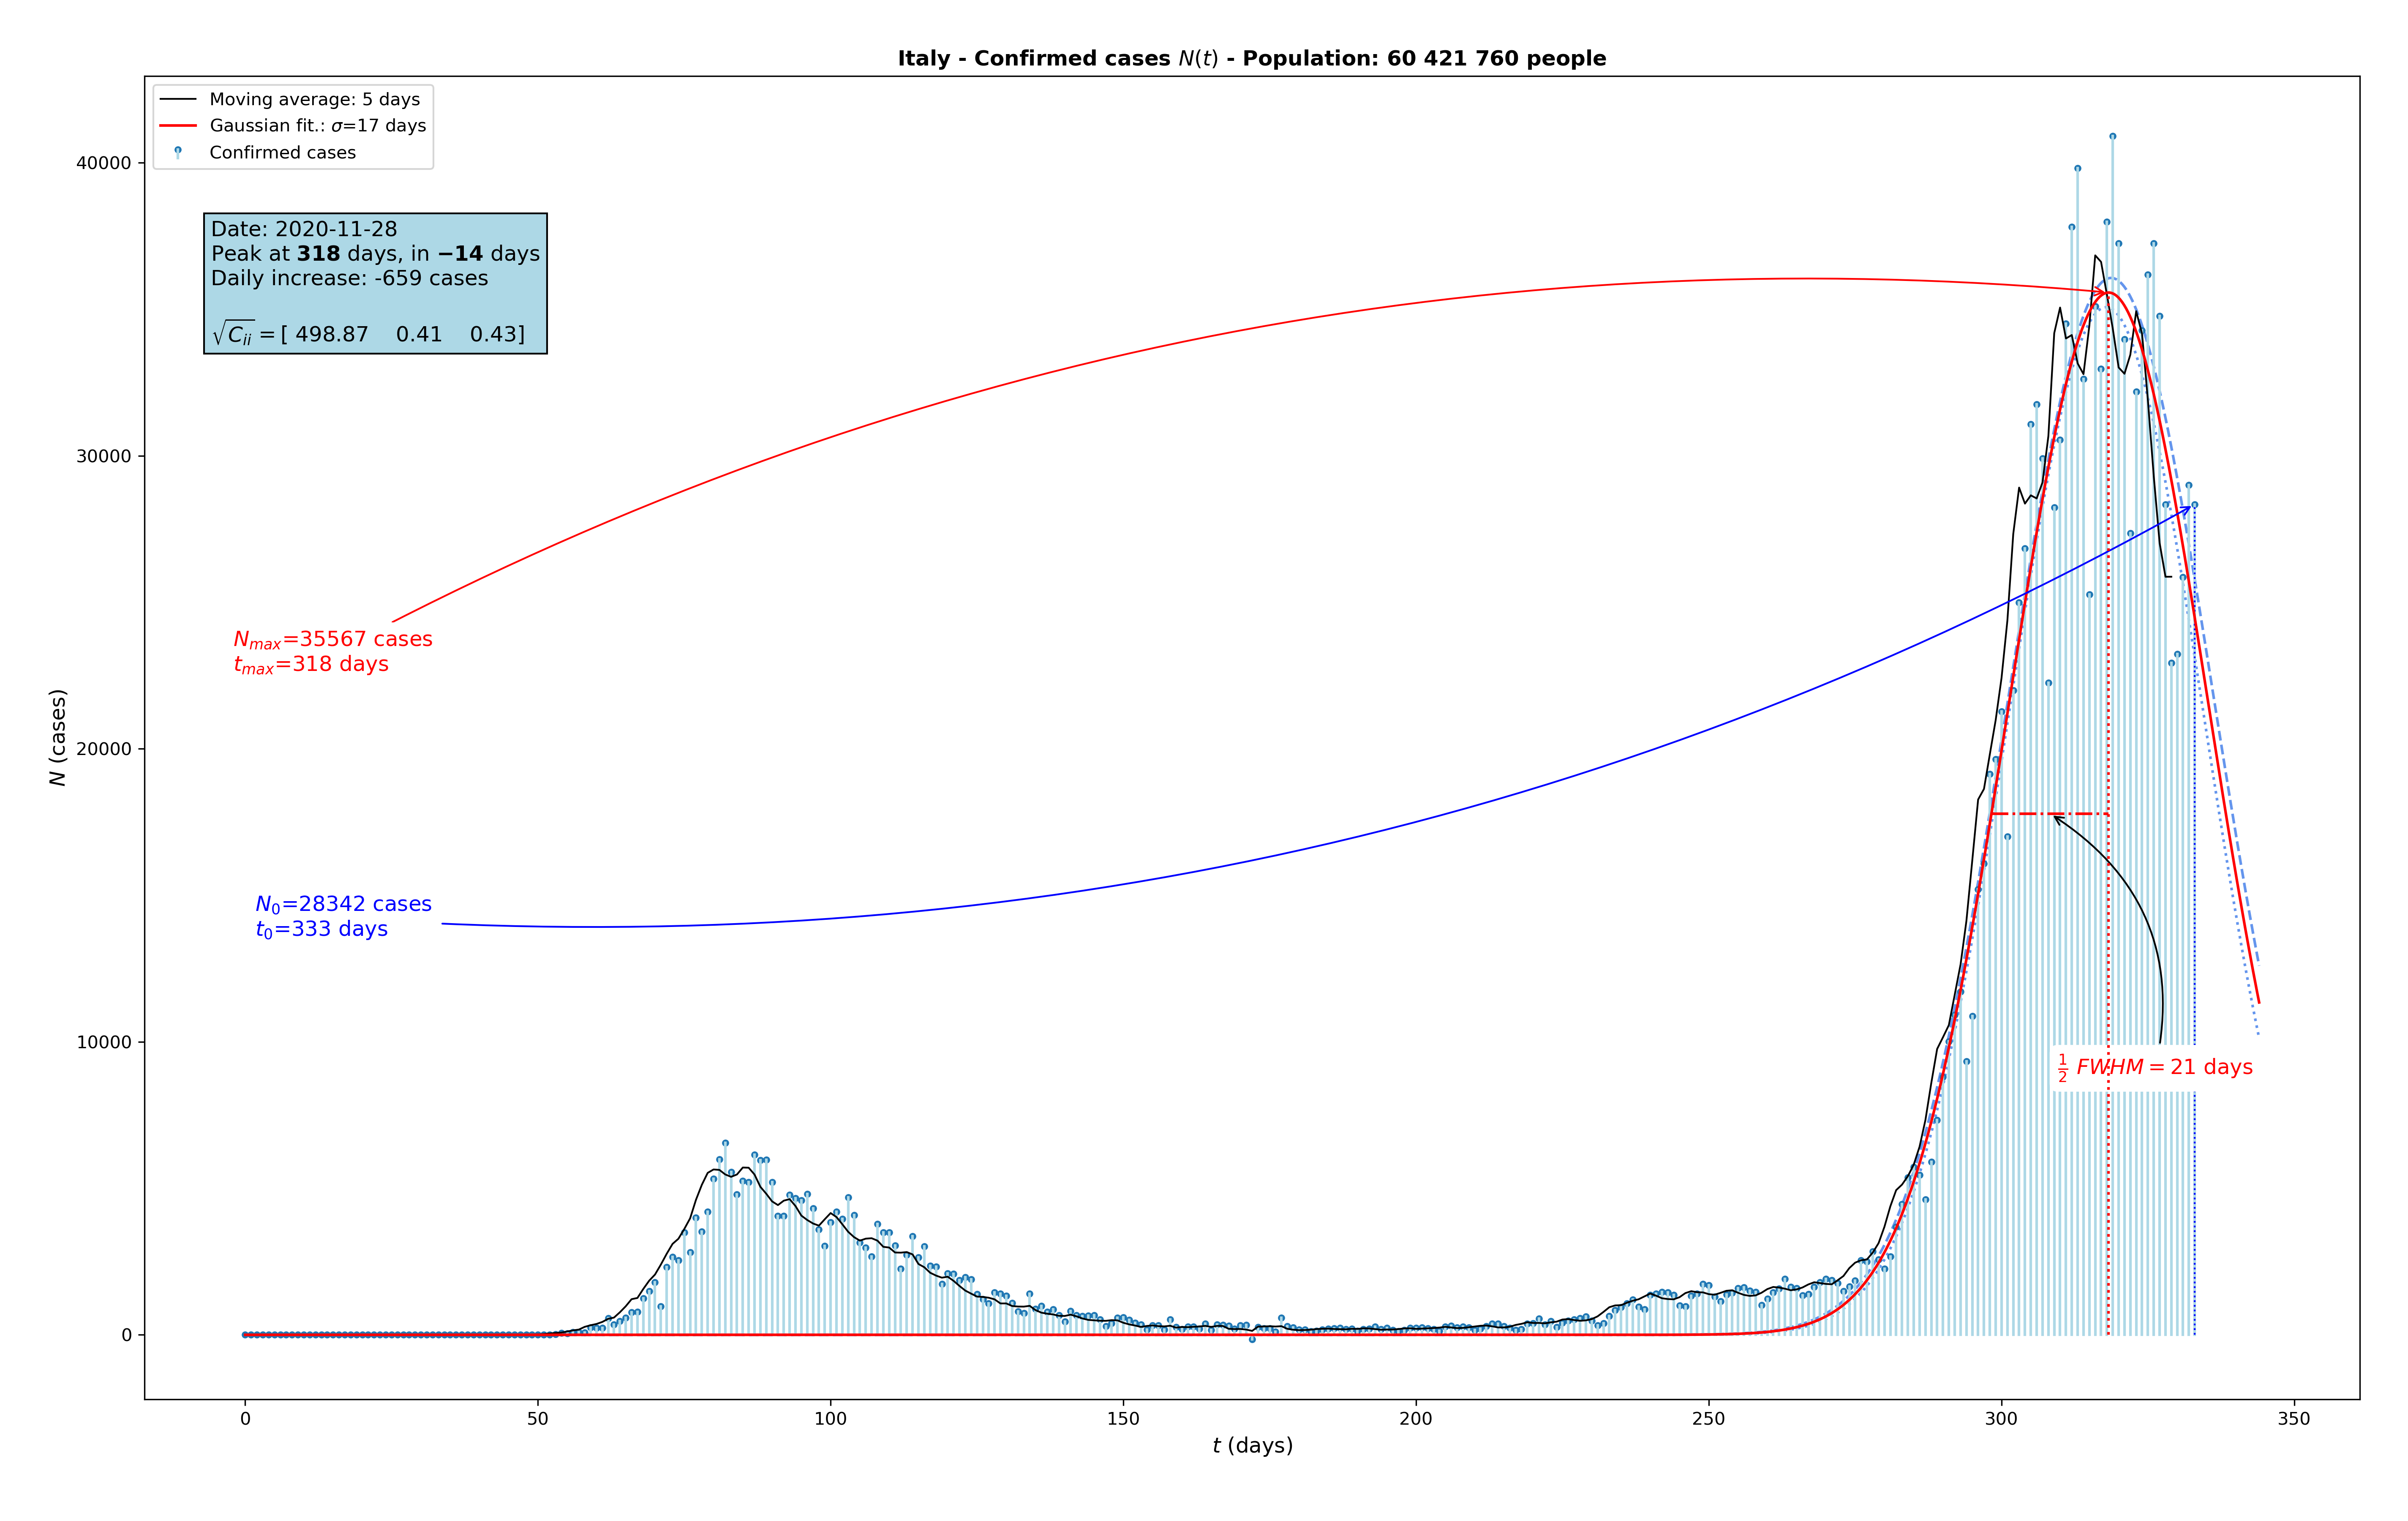 Italy - Confirmed cases N(t) - Population: 60 421 760 people
Moving average: 5 days
Gaussian fit.: σ=17 days
Confirmed cases
Date: 2020-11-28
Peak at 318 days, in −14 days
Daily increase: -659 cases
√C_ii = [ 498.87 0.41 0.43]
N_max=35567 cases
t_max=318 days
N_0=28342 cases
t_0=333 days
½ FWHM = 21 days
N (cases)
40000
30000
20000
10000
0
0 50 100 150 200 250 300 350
t (days)